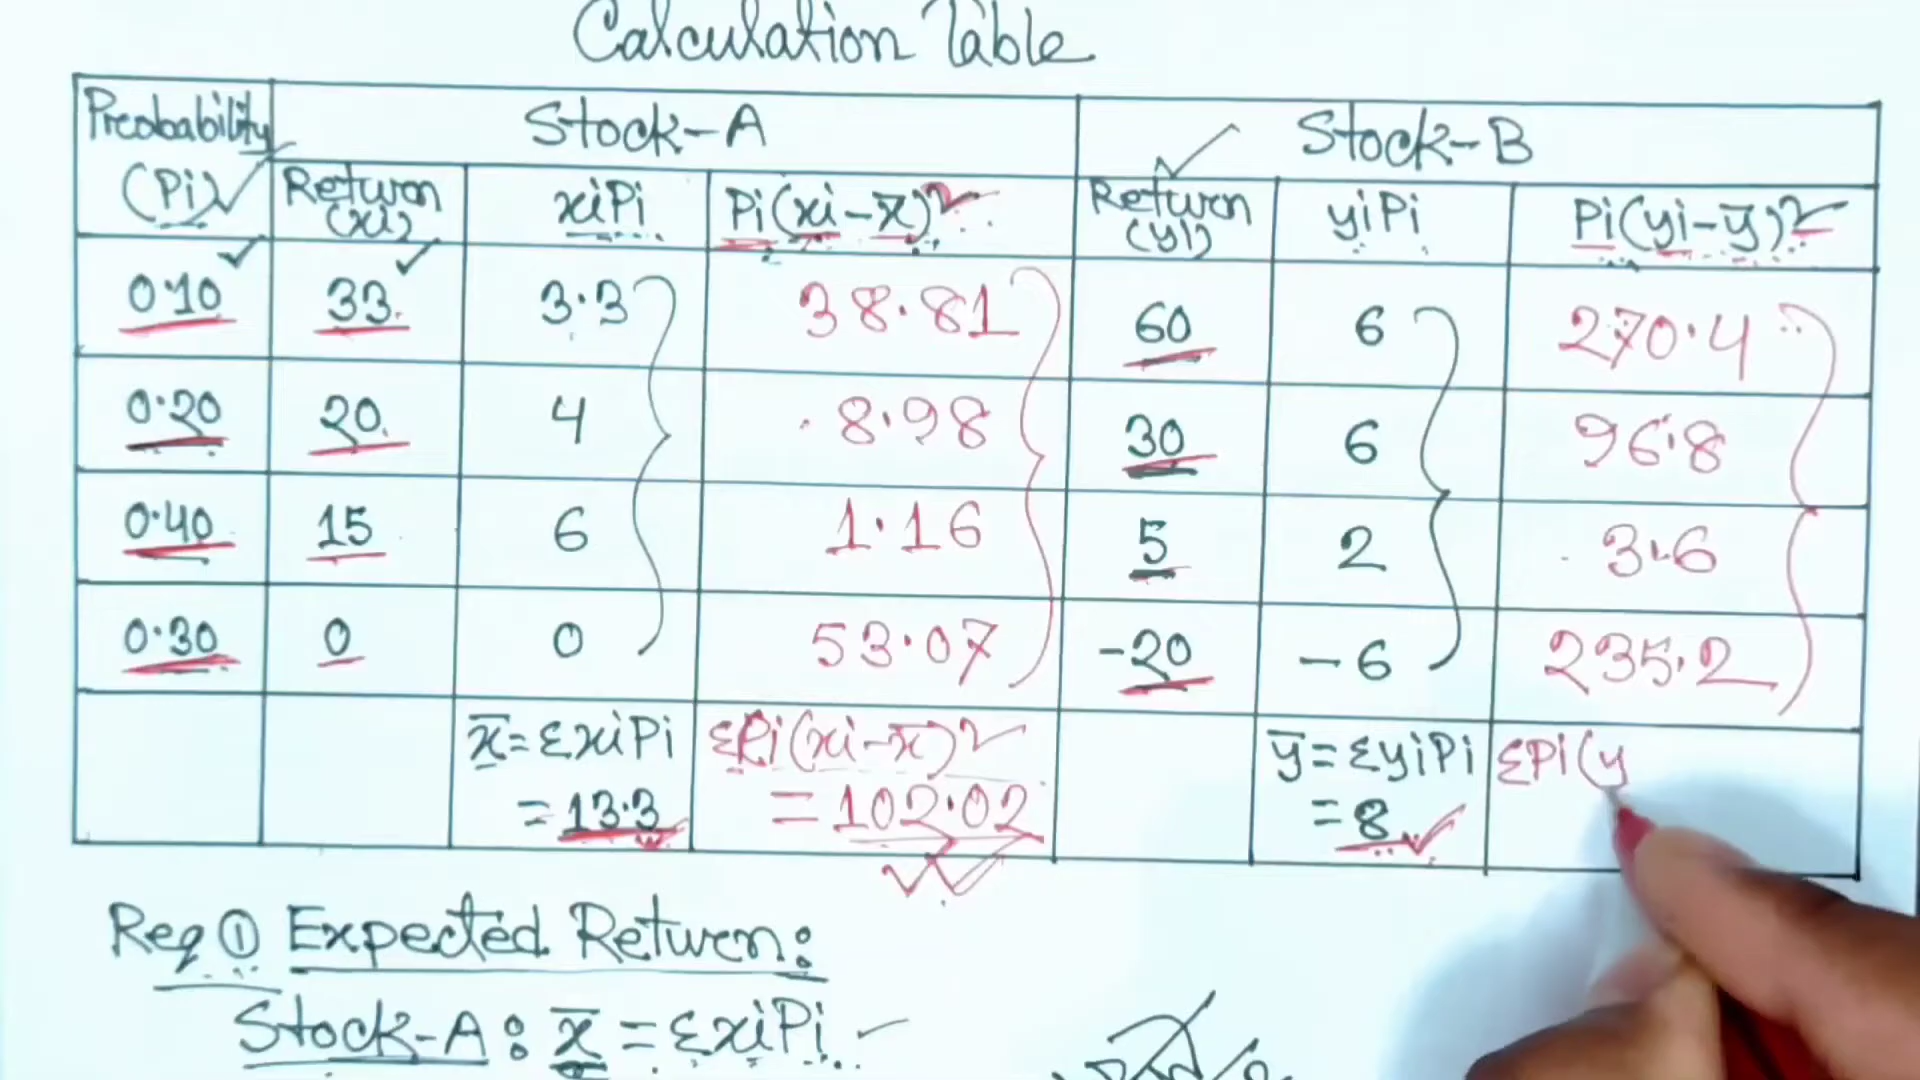 Calculation Table
Probability Stock-A Stock-B
(Pi) Return (xi) xiPi Pi(xi-x̄)² Return (yi) yiPi Pi(yi-ȳ)²
0·10 33 3·3 38·81 60 6 270·4
0·20 20 4 8·98 30 6 96·8
0·40 15 6 1·16 5 2 3·6
0·30 0 0 53·07 -20 -6 235·2
x̄=ΣxiPi ΣPi(xi-x̄)² ȳ=ΣyiPi ΣPi(y
=13·3 =102·02 =8
Req ① Expected Return:
Stock-A: x̄ = ΣxiPi